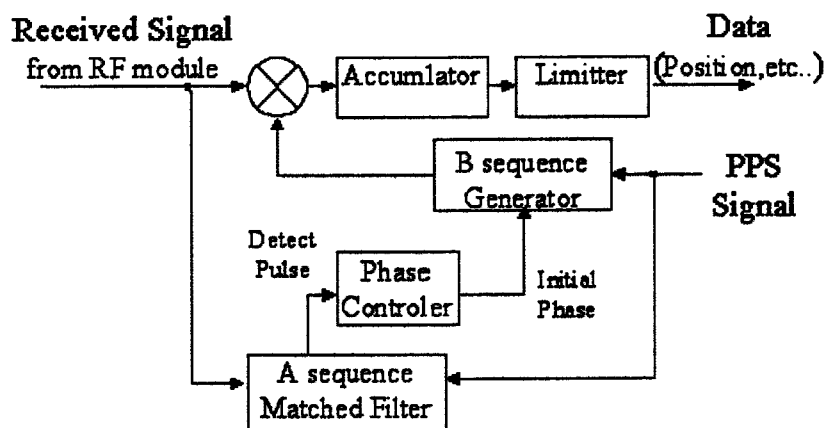 Received Signal
from RF module
Accumlator
Limitter
Data
(Position,etc..)
B sequence
Generator
PPS
Signal
Detect
Pulse
Phase
Controler
Initial
Phase
A sequence
Matched Filter